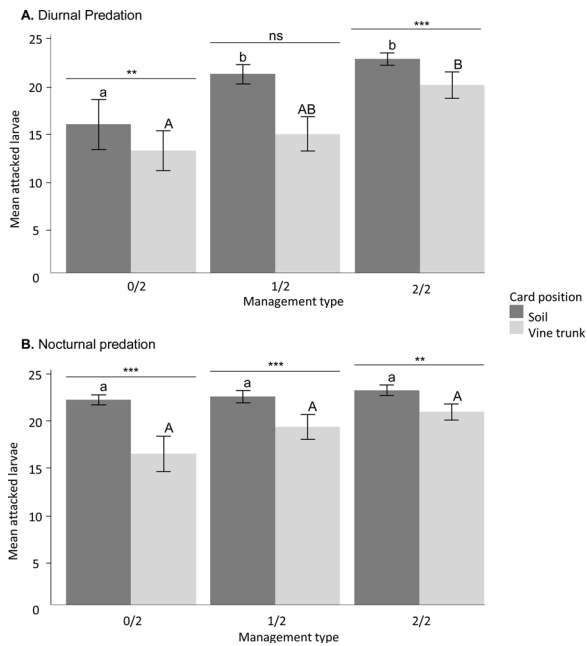 A. Diurnal Predation
Mean attacked larvae
25
20
15
10
5
0
**
ns
***
a
A
b
AB
b
B
0/2
1/2
2/2
Management type
Card position
Soil
Vine trunk
B. Nocturnal predation
Mean attacked larvae
25
20
15
10
5
0
***
***
**
a
A
a
A
a
A
0/2
1/2
2/2
Management type